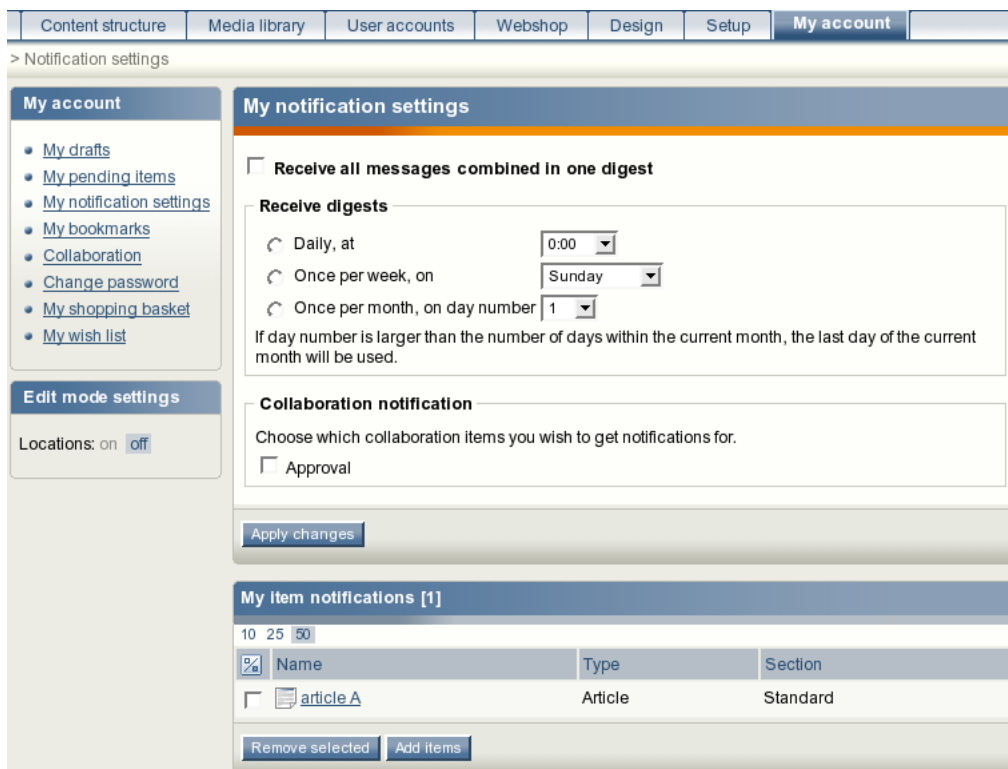 Content structure Media library User accounts Webshop Design Setup My account
> Notification settings
My account
My drafts
My pending items
My notification settings
My bookmarks
Collaboration
Change password
My shopping basket
My wish list
Edit mode settings
Locations: on off
My notification settings
Receive all messages combined in one digest
Receive digests
Daily, at 0:00
Once per week, on Sunday
Once per month, on day number 1
If day number is larger than the number of days within the current month, the last day of the current
month will be used.
Collaboration notification
Choose which collaboration items you wish to get notifications for.
Approval
Apply changes
My item notifications [1]
10 25 50
Name Type Section
article A Article Standard
Remove selected Add items